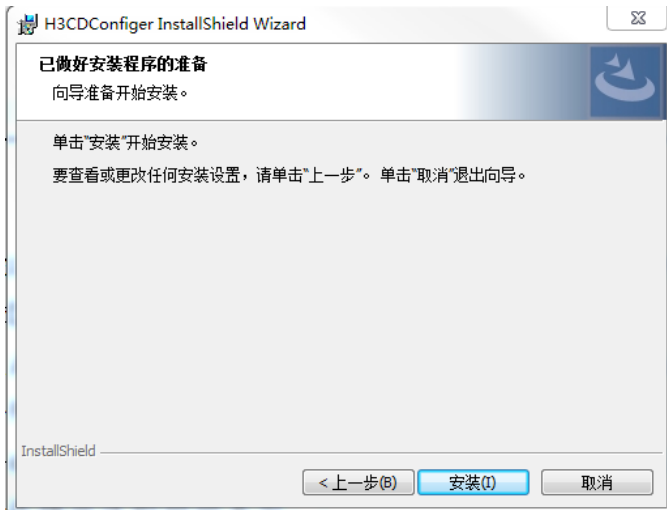 H3CDConfiger InstallShield Wizard
已做好安装程序的准备
向导准备开始安装。
单击"安装"开始安装。
要查看或更改任何安装设置，请单击"上一步"。单击"取消"退出向导。
InstallShield
<上一步(B) 安装(I) 取消